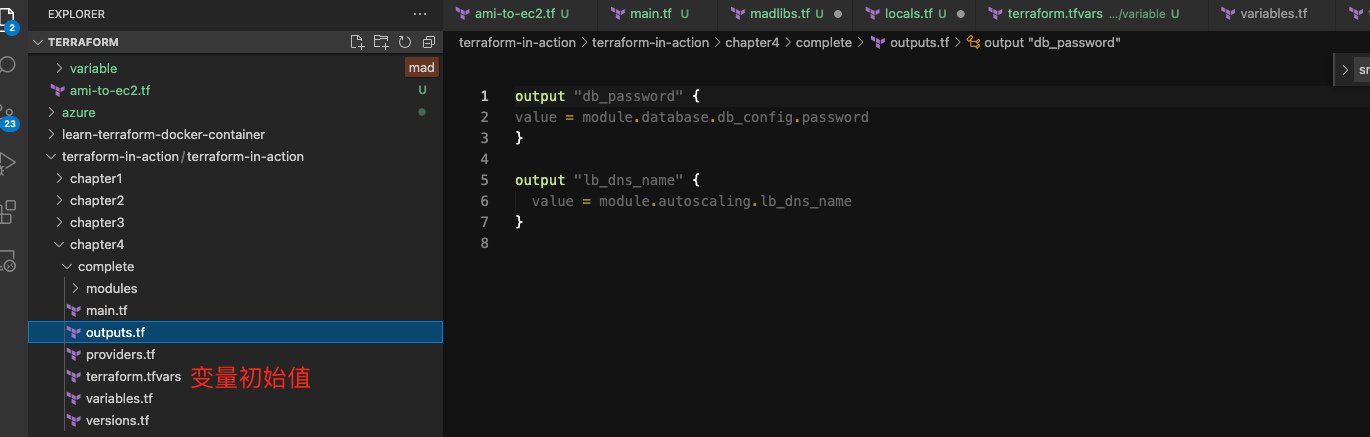 EXPLORER
TERRAFORM
variable
mad
ami-to-ec2.tf U
azure
learn-terraform-docker-container
terraform-in-action / terraform-in-action
chapter1
chapter2
chapter3
chapter4
complete
modules
main.tf
outputs.tf
providers.tf
terraform.tfvars 变量初始值
variables.tf
versions.tf
2
23
ami-to-ec2.tf U main.tf U madlibs.tf U locals.tf U terraform.tfvars .../variable U variables.tf
terraform-in-action > terraform-in-action > chapter4 > complete > outputs.tf > output "db_password"
1 output "db_password" {
2 value = module.database.db_config.password
3 }
4
5 output "lb_dns_name" {
6 value = module.autoscaling.lb_dns_name
7 }
8